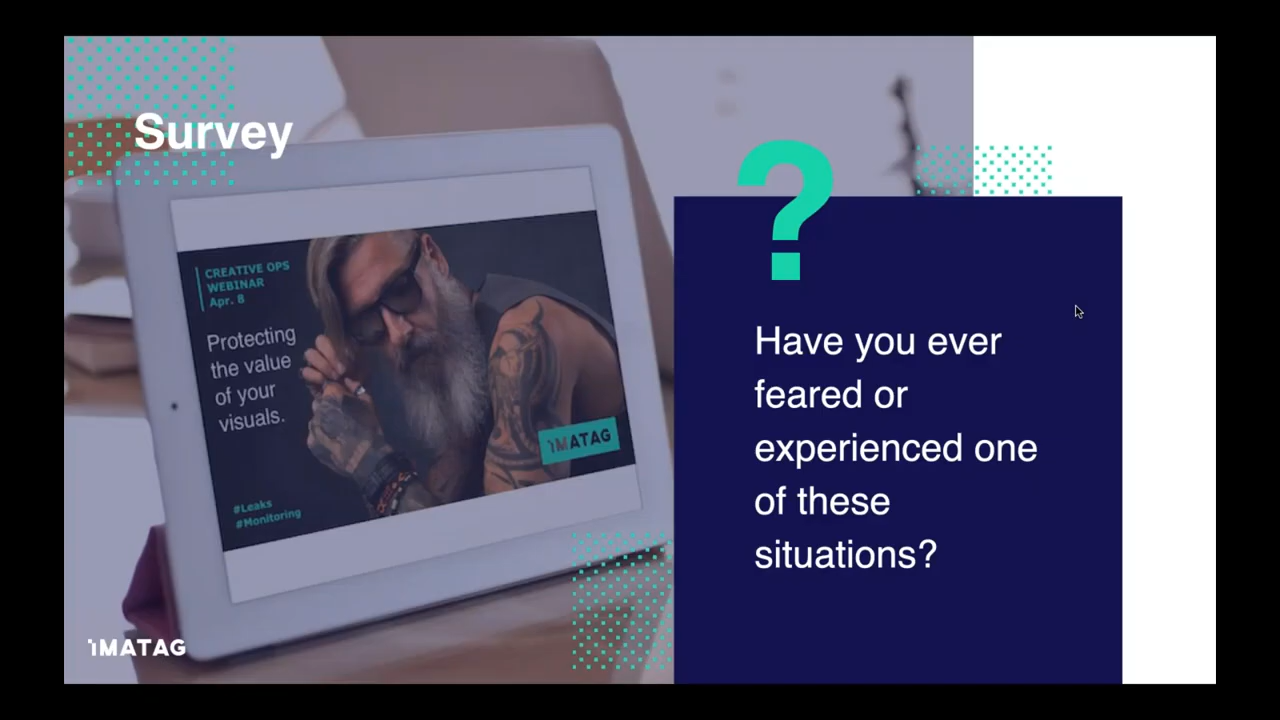 Survey
CREATIVE OPS
WEBINAR
Apr. 8
Protecting
the value
of your
visuals.
IMATAG
#Leaks
#Monitoring
?
Have you ever
feared or
experienced one
of these
situations?
IMATAG